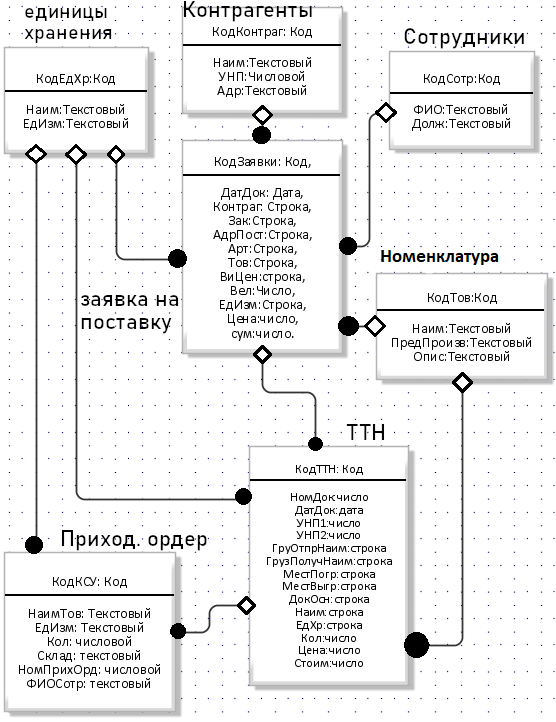 единицы
хранения
КодЕдХр:Код
Наим:Текстовый
ЕдИзм:Текстовый
Контрагенты
КодКонтраг: Код
Наим:Текстовый
УНП:Числовой
Адр:Текстовый
Сотрудники
КодСотр:Код
ФИО:Текстовый
Долж:Текстовый
КодЗаявки: Код,
ДатДок: Дата,
Контраг: Строка,
Зак:Строка,
АдрПост:Строка,
Арт:Строка,
Тов:Строка,
ВиЦен:строка,
Вел:Число,
ЕдИзм:Строка,
Цена:число,
сум:число.
заявка на
поставку
Номенклатура
КодТов:Код
Наим:Текстовый
ПредПроизв:Текстовый
Опис:Текстовый
ТТН
КодТТН: Код
НомДок:число
ДатДок:дата
УНП1:число
УНП2:число
ГруОтпрНаим:строка
ГрузПолучНаим:строка
МестПогр:строка
МестВыгр:строка
ДокОсн:строка
Наим:строка
ЕдХр:строка
Кол:число
Цена:число
Стоим:число
Приход. ордер
КодКСУ: Код
НаимТов: Текстовый
ЕдИзм: Текстовый
Кол: числовой
Склад: текстовый
НомПрихОрд: числовой
ФИОСотр: текстовый